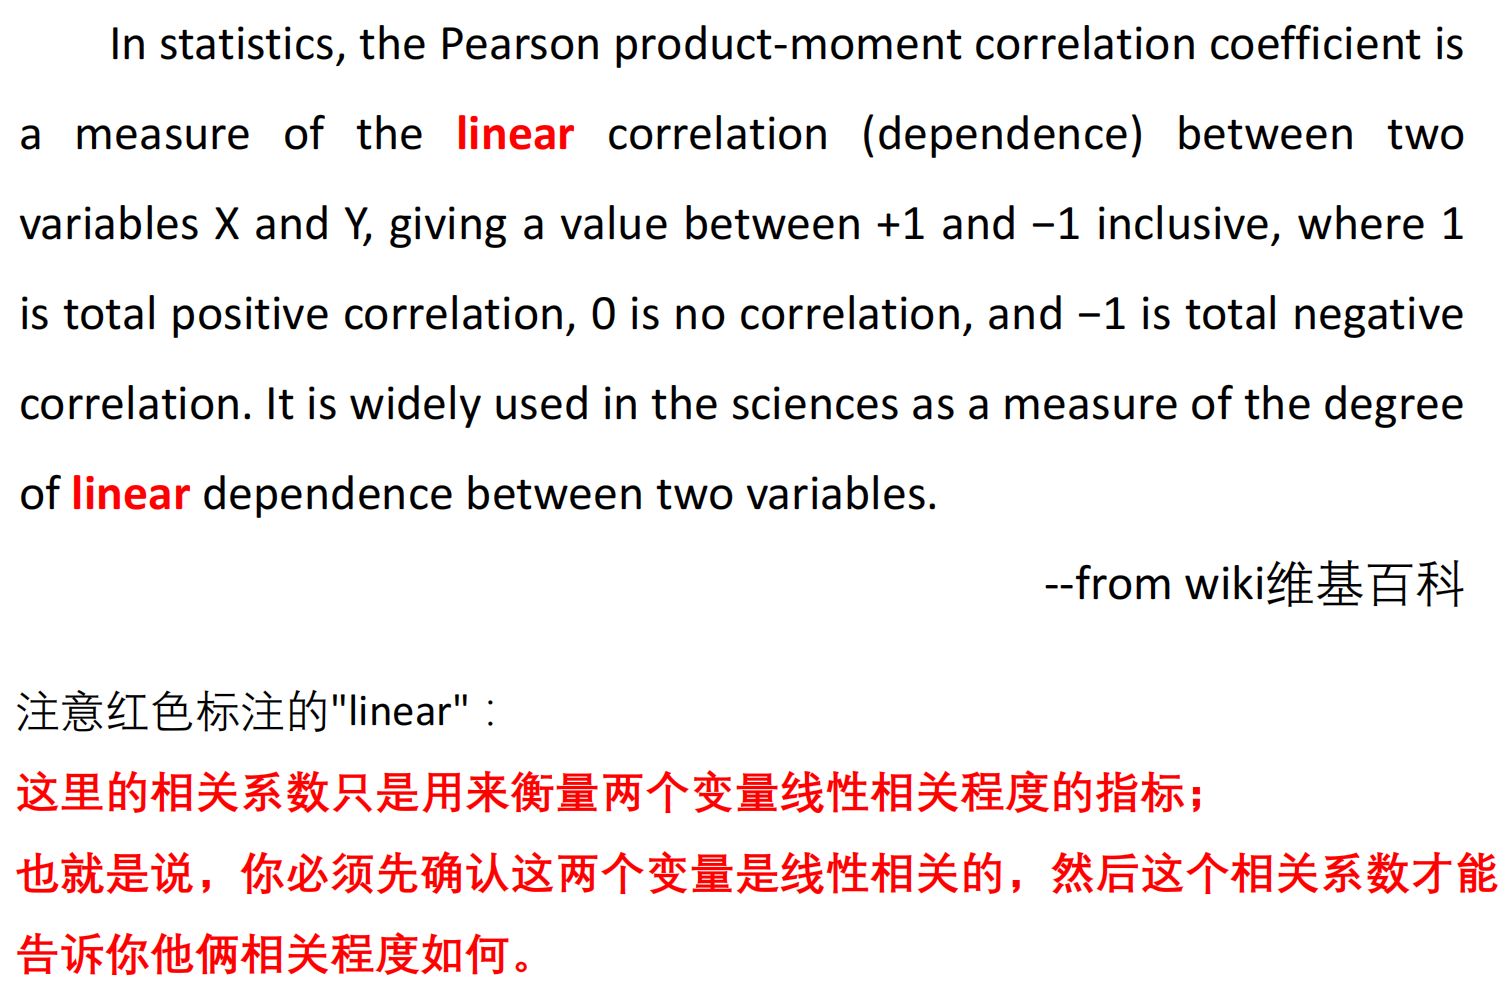 In statistics, the Pearson product-moment correlation coefficient is
a measure of the linear correlation (dependence) between two
variables X and Y, giving a value between +1 and −1 inclusive, where 1
is total positive correlation, 0 is no correlation, and −1 is total negative
correlation. It is widely used in the sciences as a measure of the degree
of linear dependence between two variables.
--from wiki维基百科
注意红色标注的"linear"：
这里的相关系数只是用来衡量两个变量线性相关程度的指标；
也就是说，你必须先确认这两个变量是线性相关的，然后这个相关系数才能
告诉你他俩相关程度如何。